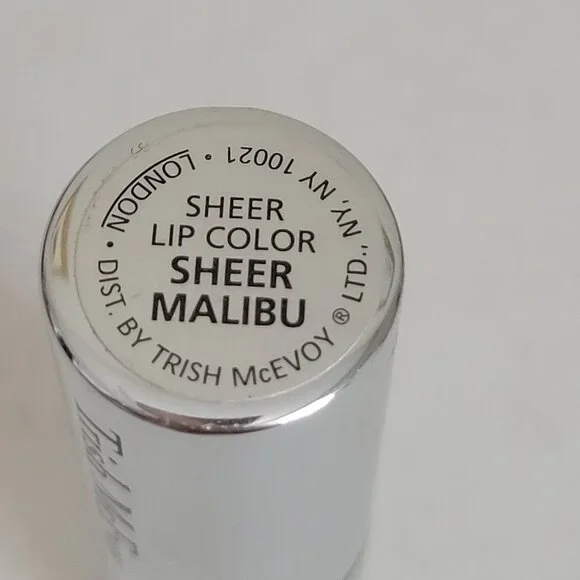 SHEER
LIP COLOR
SHEER
MALIBU
DIST. BY TRISH McEVOY ® LTD., NY, NY 10021 • LONDON •